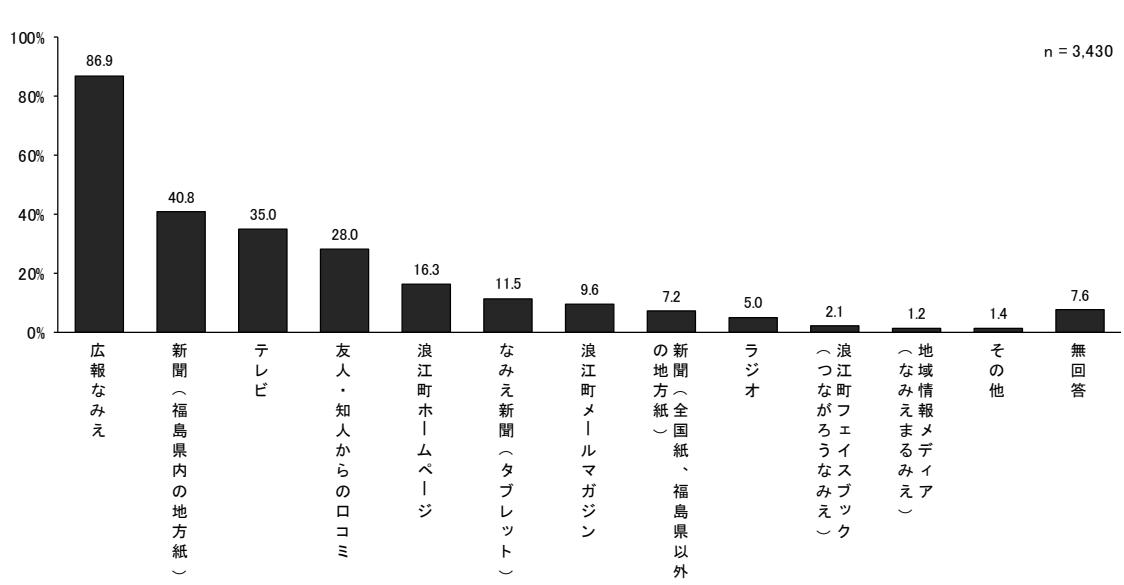 100%
80%
60%
40%
20%
0%
n = 3,430
86.9
40.8
35.0
28.0
16.3
11.5
9.6
7.2
5.0
2.1
1.2
1.4
7.6
広報なみえ
新聞（福島県内の地方紙）
テレビ
友人・知人からの口コミ
浪江町ホームページ
なみえ新聞（タブレット）
浪江町メールマガジン
新聞（全国紙、福島県以外
の地方紙）
ラジオ
浪江町フェイスブック
（つながろうなみえ）
地域情報メディア
（なみえまるみえ）
その他
無回答